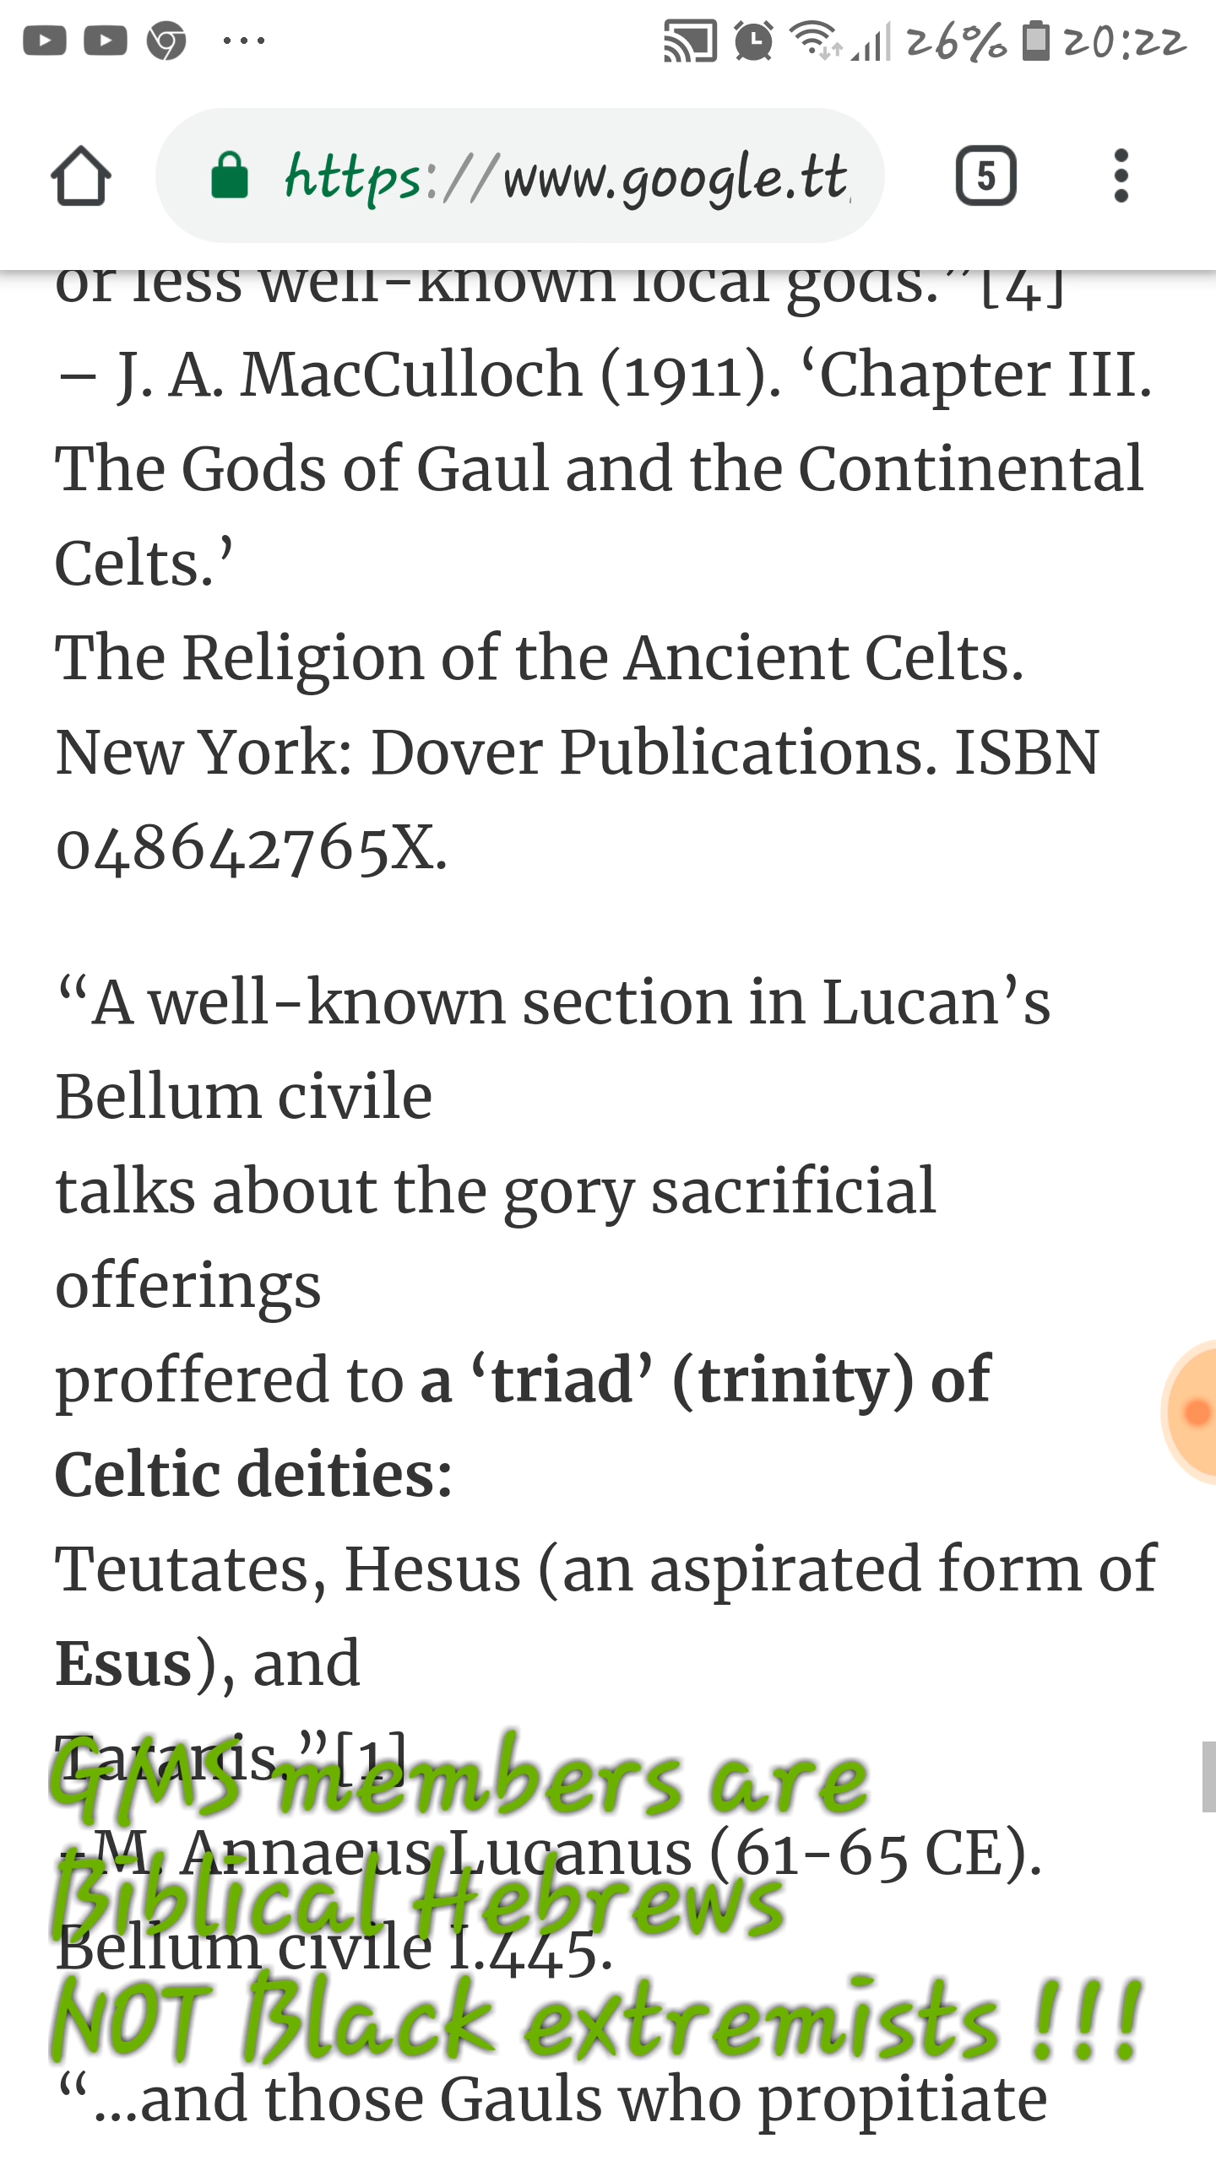 26% 20:22
https://www.google.tt
5
or less well-known local gods.”[4]
– J. A. MacCulloch (1911). ‘Chapter III.
The Gods of Gaul and the Continental
Celts.’
The Religion of the Ancient Celts.
New York: Dover Publications. ISBN
048642765X.
“A well-known section in Lucan’s
Bellum civile
talks about the gory sacrificial
offerings
proffered to a ‘triad’ (trinity) of
Celtic deities:
Teutates, Hesus (an aspirated form of
Esus), and
Taranis.”[1]
GMS members are
–M. Annaeus Lucanus (61-65 CE).
Biblical Hebrews
Bellum civile I.445.
NOT Black extremists !!!
“...and those Gauls who propitiate